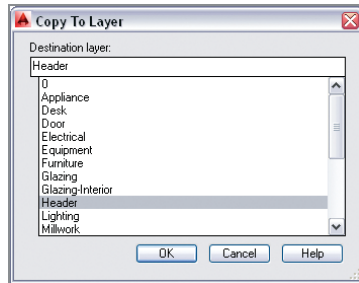 Copy To Layer
Destination layer:
Header
0
Appliance
Desk
Door
Electrical
Equipment
Furniture
Glazing
Glazing-Interior
Header
Lighting
Millwork
OK Cancel Help